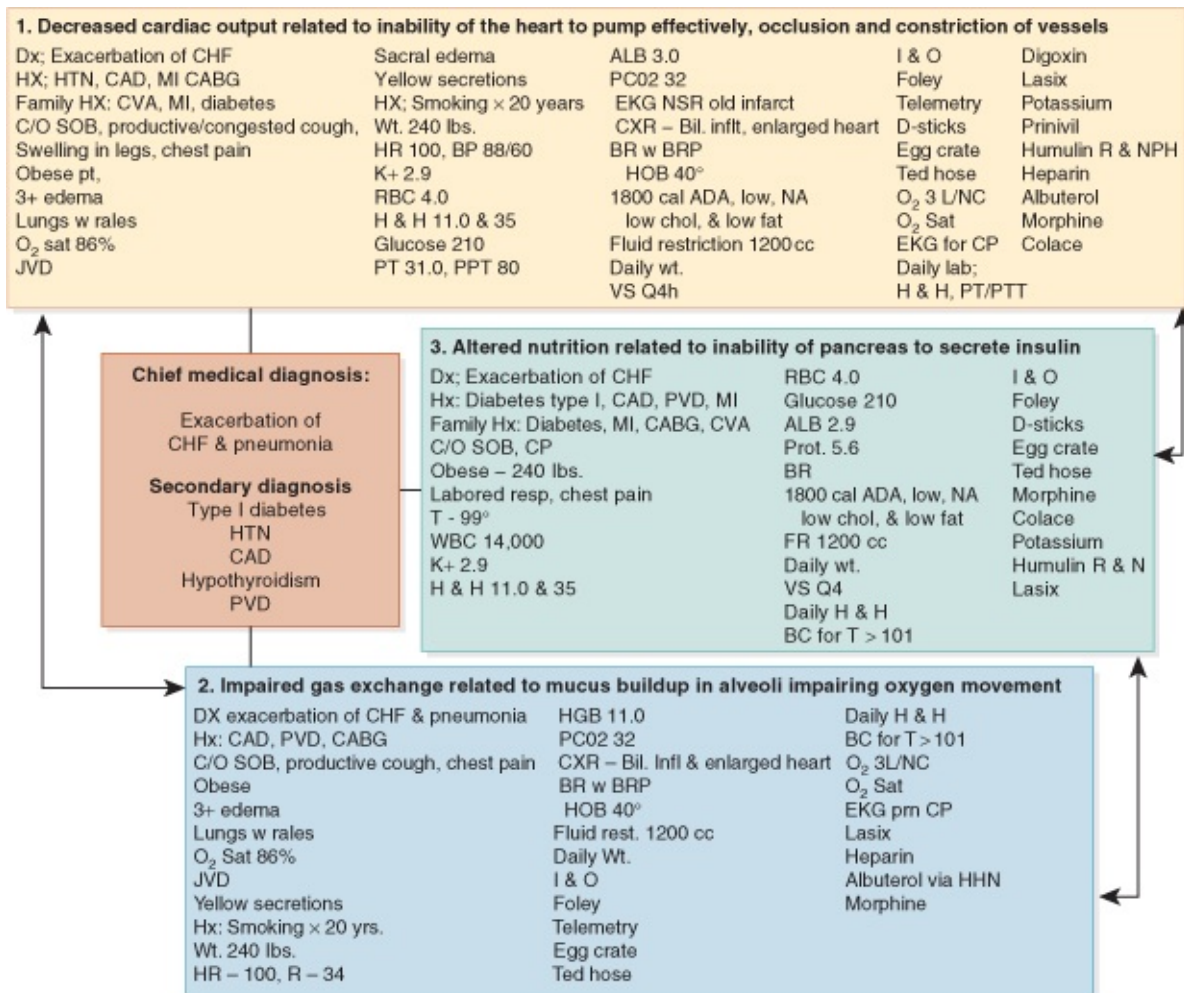 1. Decreased cardiac output related to inability of the heart to pump effectively, occlusion and constriction of vessels
Dx; Exacerbation of CHF
HX; HTN, CAD, MI CABG
Family HX: CVA, MI, diabetes
C/O SOB, productive/congested cough,
Swelling in legs, chest pain
Obese pt,
3+ edema
Lungs w rales
O₂ sat 86%
JVD
Sacral edema
Yellow secretions
HX; Smoking × 20 years
Wt. 240 lbs.
HR 100, BP 88/60
K+ 2.9
RBC 4.0
H & H 11.0 & 35
Glucose 210
PT 31.0, PPT 80
ALB 3.0
PC02 32
EKG NSR old infarct
CXR – Bil. inflt, enlarged heart
BR w BRP
HOB 40°
1800 cal ADA, low, NA
low chol, & low fat
Fluid restriction 1200cc
Daily wt.
VS Q4h
I & O
Foley
Telemetry
D-sticks
Egg crate
Ted hose
O₂ 3 L/NC
O₂ Sat
EKG for CP
Daily lab;
H & H, PT/PTT
Digoxin
Lasix
Potassium
Prinivil
Humulin R & NPH
Heparin
Albuterol
Morphine
Colace
Chief medical diagnosis:
Exacerbation of
CHF & pneumonia
Secondary diagnosis
Type I diabetes
HTN
CAD
Hypothyroidism
PVD
3. Altered nutrition related to inability of pancreas to secrete insulin
Dx; Exacerbation of CHF
Hx: Diabetes type I, CAD, PVD, MI
Family Hx: Diabetes, MI, CABG, CVA
C/O SOB, CP
Obese – 240 lbs.
Labored resp, chest pain
T - 99°
WBC 14,000
K+ 2.9
H & H 11.0 & 35
RBC 4.0
Glucose 210
ALB 2.9
Prot. 5.6
BR
1800 cal ADA, low, NA
low chol, & low fat
FR 1200 cc
Daily wt.
VS Q4
Daily H & H
BC for T > 101
I & O
Foley
D-sticks
Egg crate
Ted hose
Morphine
Colace
Potassium
Humulin R & N
Lasix
2. Impaired gas exchange related to mucus buildup in alveoli impairing oxygen movement
DX exacerbation of CHF & pneumonia
Hx: CAD, PVD, CABG
C/O SOB, productive cough, chest pain
Obese
3+ edema
Lungs w rales
O₂ Sat 86%
JVD
Yellow secretions
Hx: Smoking × 20 yrs.
Wt. 240 lbs.
HR – 100, R – 34
HGB 11.0
PC02 32
CXR – Bil. Infl & enlarged heart
BR w BRP
HOB 40°
Fluid rest. 1200 cc
Daily Wt.
I & O
Foley
Telemetry
Egg crate
Ted hose
Daily H & H
BC for T > 101
O₂ 3L/NC
O₂ Sat
EKG prn CP
Lasix
Heparin
Albuterol via HHN
Morphine